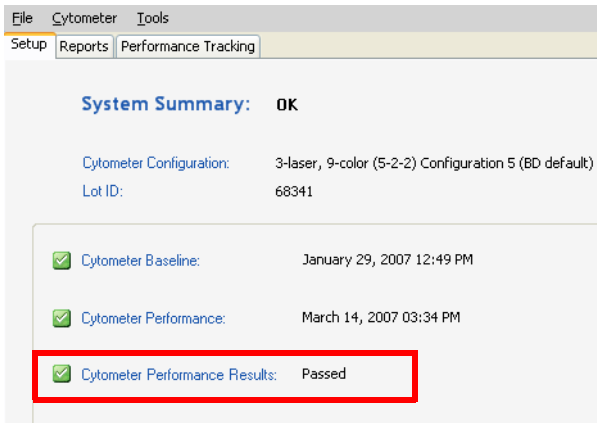 File Cytometer Tools
Setup Reports Performance Tracking
System Summary: OK
Cytometer Configuration: 3-laser, 9-color (5-2-2) Configuration 5 (BD default)
Lot ID: 68341
Cytometer Baseline: January 29, 2007 12:49 PM
Cytometer Performance: March 14, 2007 03:34 PM
Cytometer Performance Results: Passed